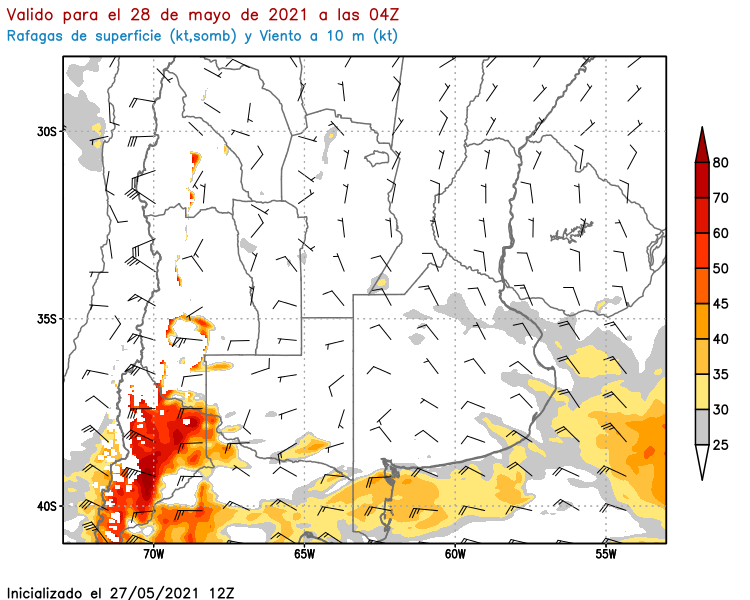 Valido para el 28 de mayo de 2021 a las 04Z
Rafagas de superficie (kt,somb) y Viento a 10 m (kt)
30S
35S
40S
70W
65W
60W
55W
80
70
60
50
45
40
35
30
25
Inicializado el 27/05/2021 12Z